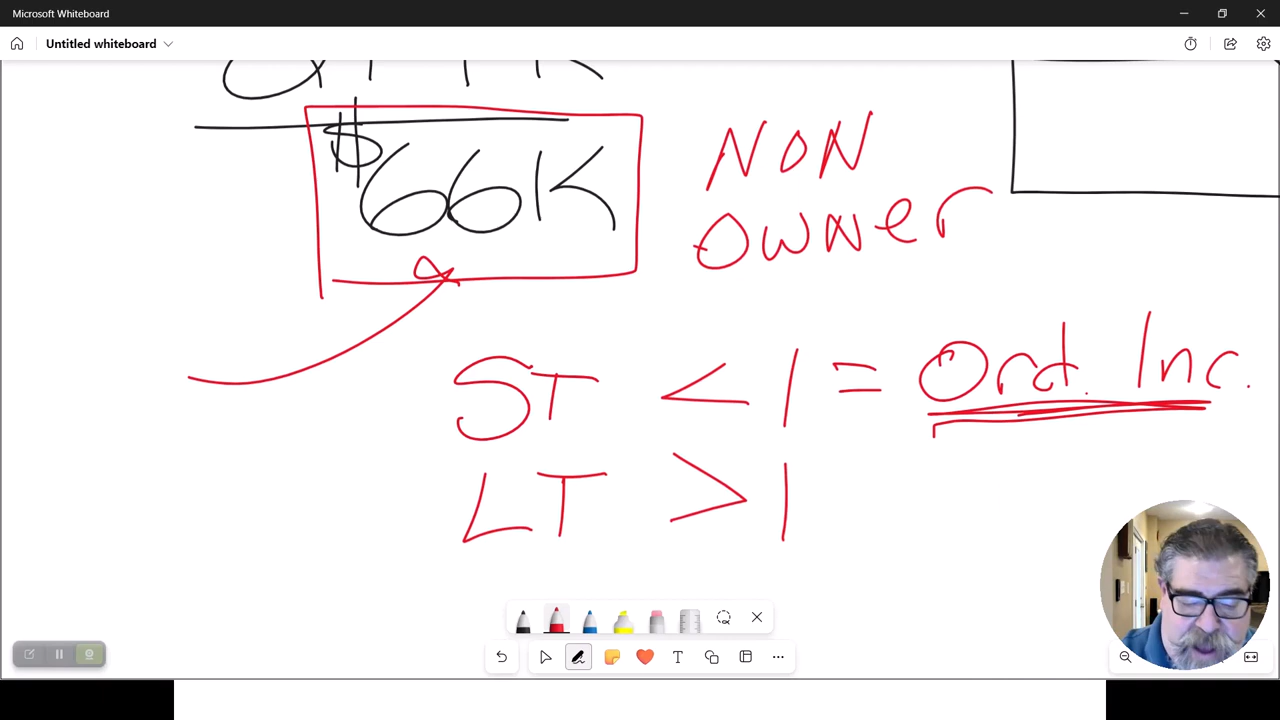 Microsoft Whiteboard
Untitled whiteboard
$66K
NON
OWNer
ST < 1 = Ord. Inc.
LT > 1